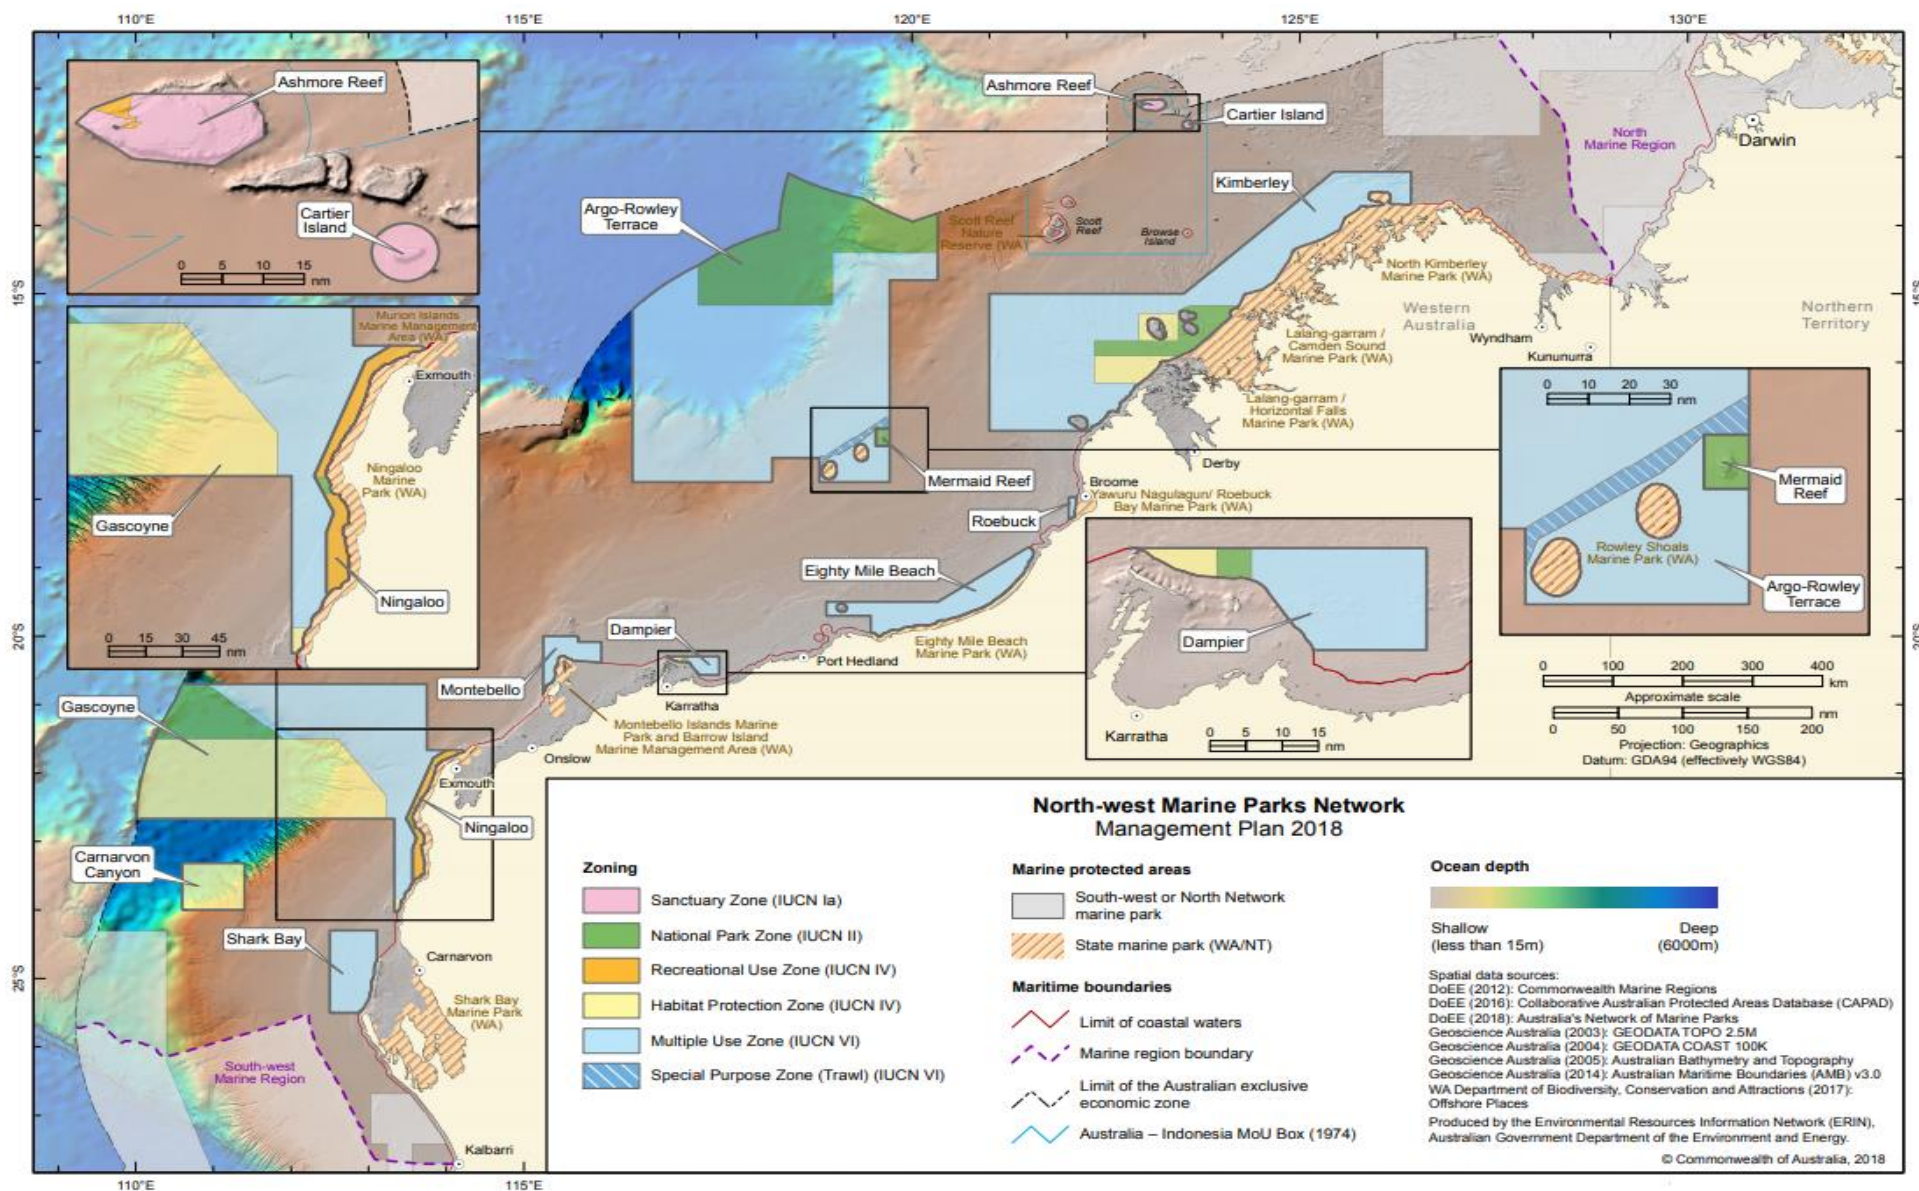 110°E
115°E
120°E
125°E
130°E
Ashmore Reef
Cartier
Island
0 5 10 15
nm
Ashmore Reef
Cartier Island
North
Marine Region
Darwin
Kimberley
Argo-Rowley
Terrace
Scott Reef
Nature
Reserve (WA)
Scott
Reef
Browse
Island
North Kimberley
Marine Park (WA)
15°S
15°S
Western
Australia
Northern
Territory
Wyndham
Kununurra
Lalang-garram /
Camden Sound
Marine Park (WA)
Lalang-garram /
Horizontal Falls
Marine Park (WA)
Murion Islands
Marine Management
Area (WA)
Exmouth
Ningaloo
Marine
Park (WA)
Gascoyne
Ningaloo
0 15 30 45
nm
Mermaid Reef
Derby
Broome
Yawuru Nagulagun/ Roebuck
Bay Marine Park (WA)
Roebuck
Eighty Mile Beach
Eighty Mile Beach
Marine Park (WA)
0 10 20 30
nm
Mermaid
Reef
Rowley Shoals
Marine Park (WA)
Argo-Rowley
Terrace
20°S
20°S
Dampier
Port Hedland
Montebello
Karratha
Montebello Islands Marine
Park and Barrow Island
Marine Management Area (WA)
Onslow
Dampier
Karratha
0 5 10 15
nm
0 100 200 300 400
km
Approximate scale
nm
0 50 100 150 200
Projection: Geographics
Datum: GDA94 (effectively WGS84)
Gascoyne
Exmouth
Ningaloo
Carnarvon
Canyon
Shark Bay
Carnarvon
25°S
Shark Bay
Marine Park
(WA)
South-west
Marine Region
Kalbarri
North-west Marine Parks Network
Management Plan 2018
Zoning
Sanctuary Zone (IUCN Ia)
National Park Zone (IUCN II)
Recreational Use Zone (IUCN IV)
Habitat Protection Zone (IUCN IV)
Multiple Use Zone (IUCN VI)
Special Purpose Zone (Trawl) (IUCN VI)
Marine protected areas
South-west or North Network
marine park
State marine park (WA/NT)
Maritime boundaries
Limit of coastal waters
Marine region boundary
Limit of the Australian exclusive
economic zone
Australia – Indonesia MoU Box (1974)
Ocean depth
Shallow Deep
(less than 15m) (6000m)
Spatial data sources:
DoEE (2012): Commonwealth Marine Regions
DoEE (2016): Collaborative Australian Protected Areas Database (CAPAD)
DoEE (2018): Australia's Network of Marine Parks
Geoscience Australia (2003): GEODATA TOPO 2.5M
Geoscience Australia (2004): GEODATA COAST 100K
Geoscience Australia (2005): Australian Bathymetry and Topography
Geoscience Australia (2014): Australian Maritime Boundaries (AMB) v3.0
WA Department of Biodiversity, Conservation and Attractions (2017):
Offshore Places
Produced by the Environmental Resources Information Network (ERIN),
Australian Government Department of the Environment and Energy.
© Commonwealth of Australia, 2018
110°E
115°E